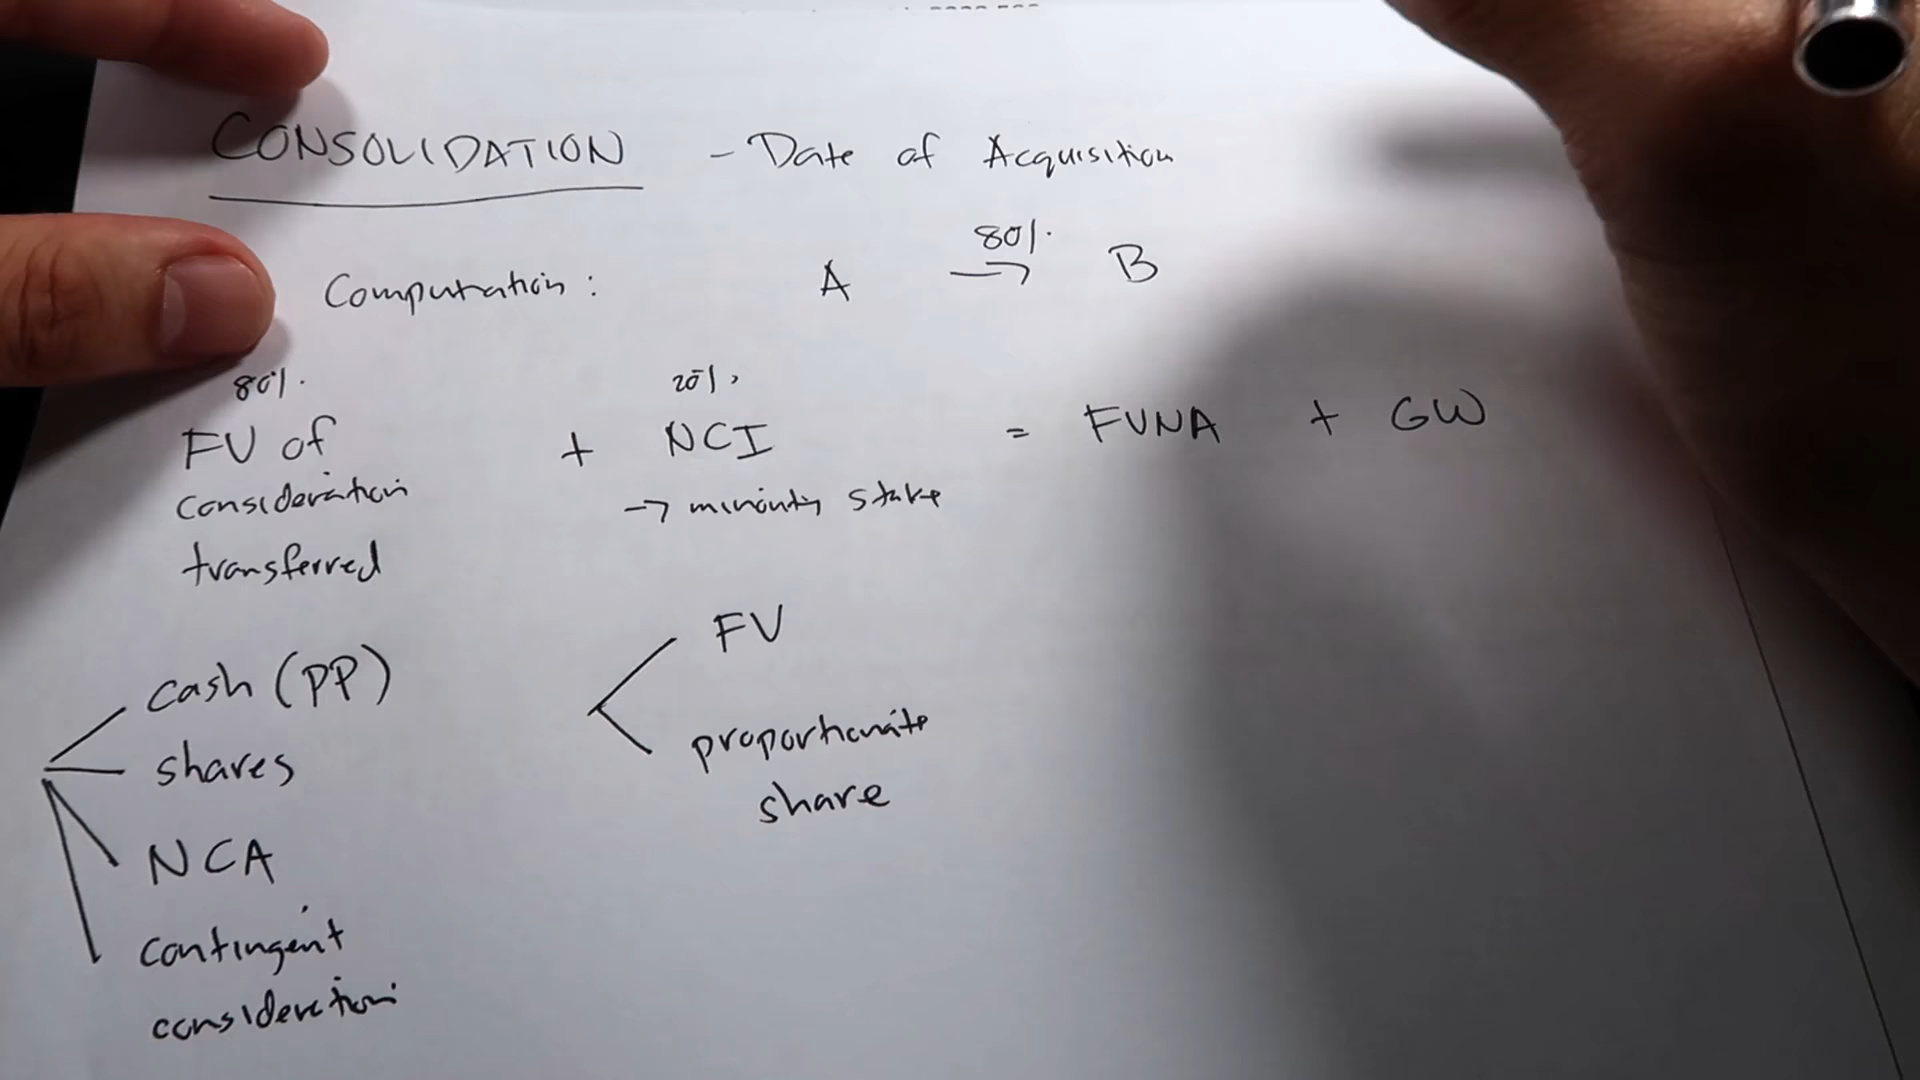 CONSOLIDATION - Date of Acquisition
Computation : A 80% → B
80% 20%
FV of + NCI = FVNA + GW
consideration → minority stake
transferred
FV
cash (PP)
proportionate
shares
share
NCA
contingent
consideration